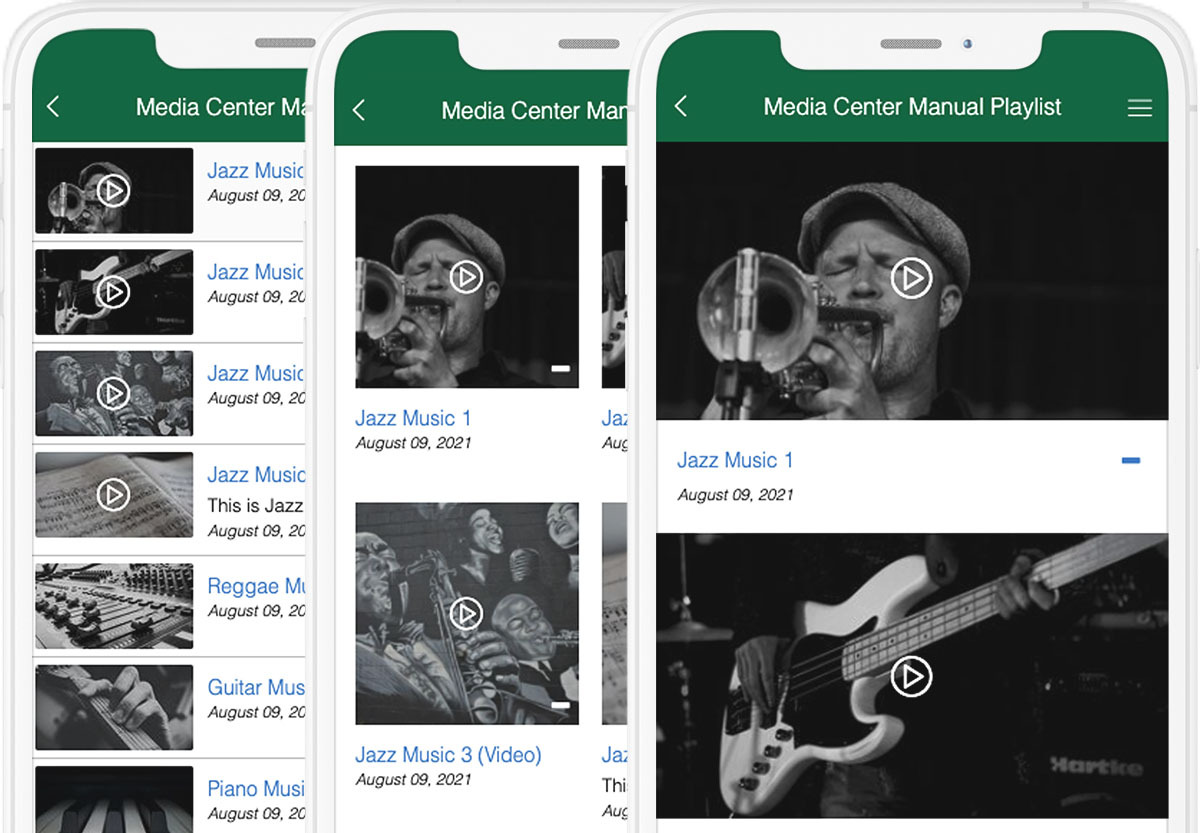 Media Center Ma
Jazz Music
August 09, 20
Jazz Music
August 09, 20
Jazz Music
August 09, 20
Jazz Music
This is Jazz
August 09, 20
Reggae Mu
August 09, 20
Guitar Mus
August 09, 20
Piano Musi
August 09, 20
Media Center Man
Jazz Music 1
August 09, 2021
Jaz
Aug
Jazz Music 3 (Video)
August 09, 2021
Jaz
This
Aug
Media Center Manual Playlist
Jazz Music 1
August 09, 2021
Hartke